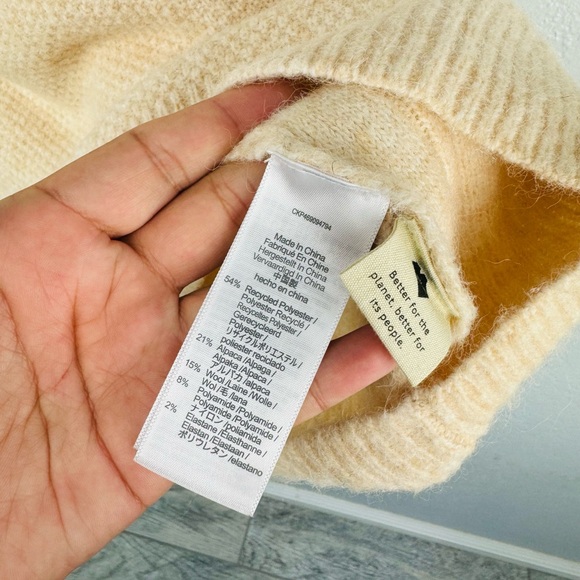 CKP469094794
Made In China
Fabriqué En Chine
Hergestellt In China
Vervaardigd In China
中国製
hecho en china
54% Recycled Polyester /
Polyester Recyclé /
Recyceltes Polyester /
Gerecycleerd
Polyester /
リサイクルポリエステル /
poliester reciclado
21% Alpaca /Alpaga /
Alpaka /Alpaca /
アルパカ /alpaca
15% Wool /Laine /Wolle /
Wol /毛 /lana
8% Polyamide /Polyamide /
Polyamid /Polyamide /
ナイロン /poliamida
2% Elastane /Élasthanne /
Elastan /Elastaan /
ポリウレタン /elastano
Better for the
planet, better for
its people.